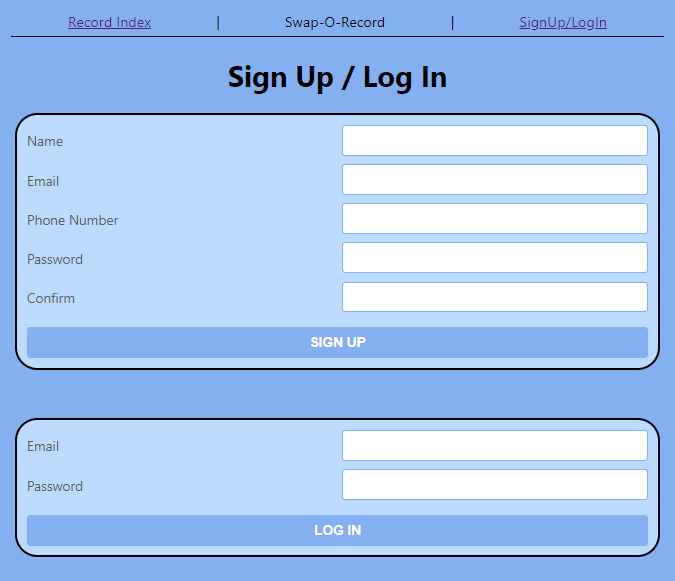 Record Index | Swap-O-Record | SignUp/LogIn
Sign Up / Log In
Name
Email
Phone Number
Password
Confirm
SIGN UP
Email
Password
LOG IN